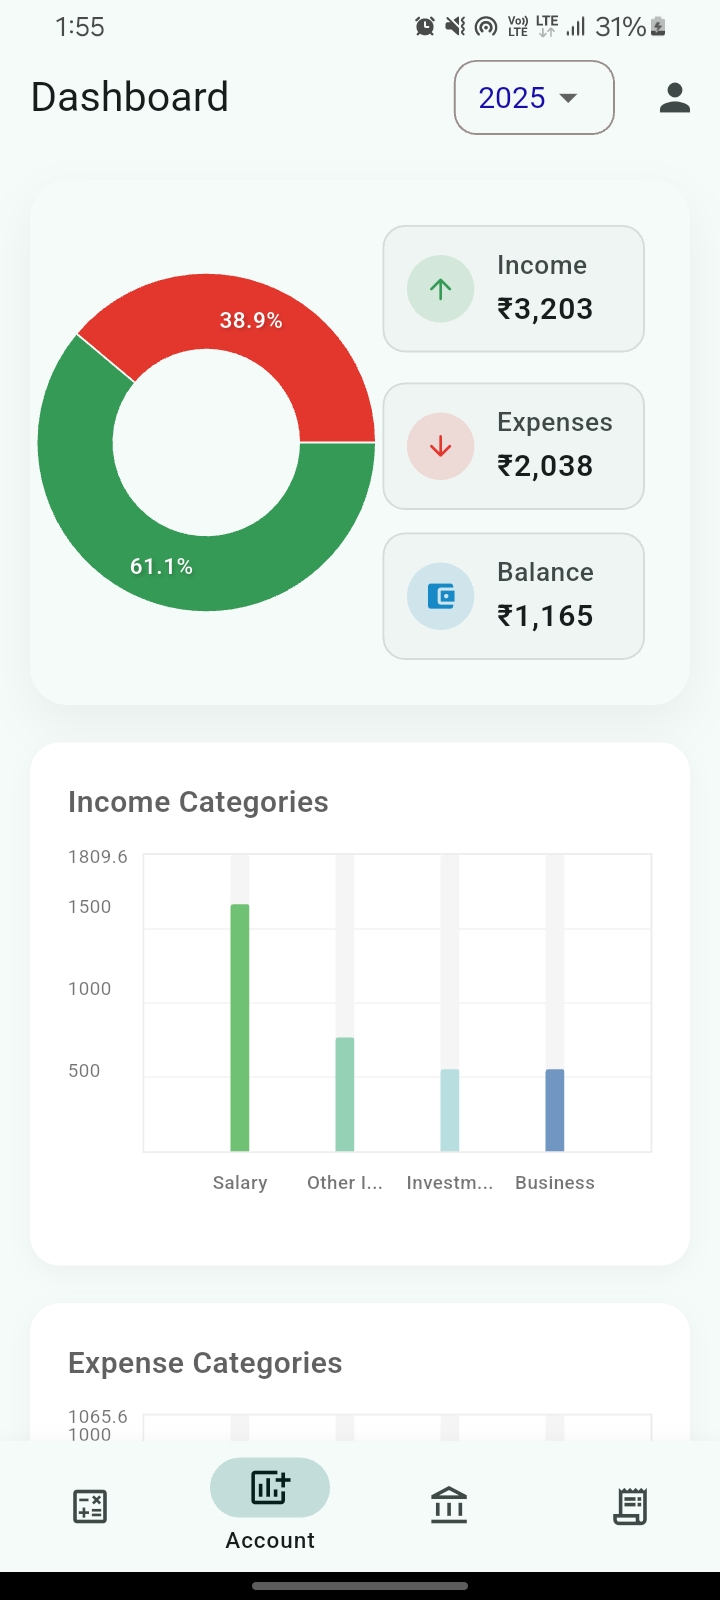 1:55
Vo)) LTE
LTE
31%
Dashboard
2025
38.9%
61.1%
Income
₹3,203
Expenses
₹2,038
Balance
₹1,165
Income Categories
1809.6
1500
1000
500
Salary
Other I...
Investm...
Business
Expense Categories
1065.6
1000
Account